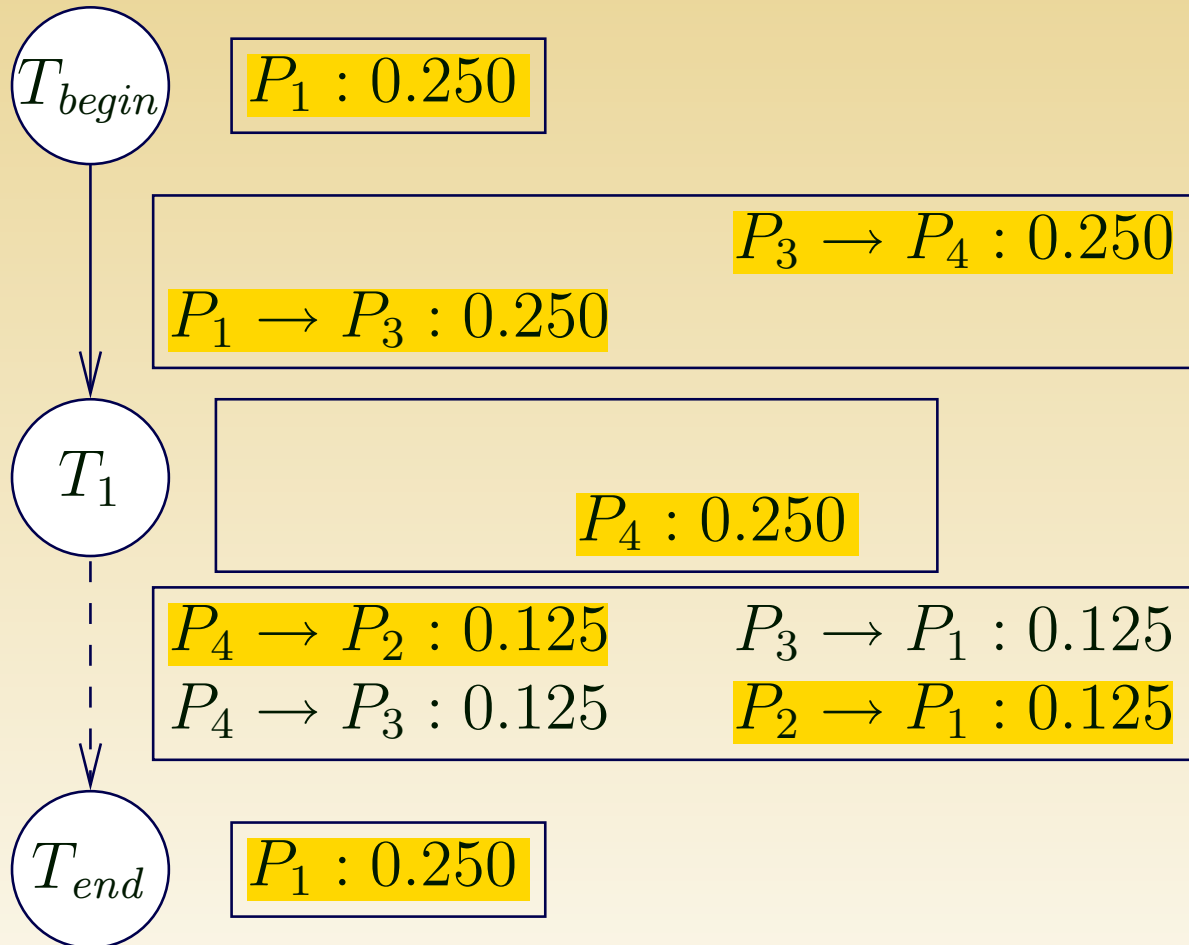 T_begin P_1 : 0.250
P_3 → P_4 : 0.250
P_1 → P_3 : 0.250
T_1
P_4 : 0.250
P_4 → P_2 : 0.125 P_3 → P_1 : 0.125
P_4 → P_3 : 0.125 P_2 → P_1 : 0.125
T_end P_1 : 0.250